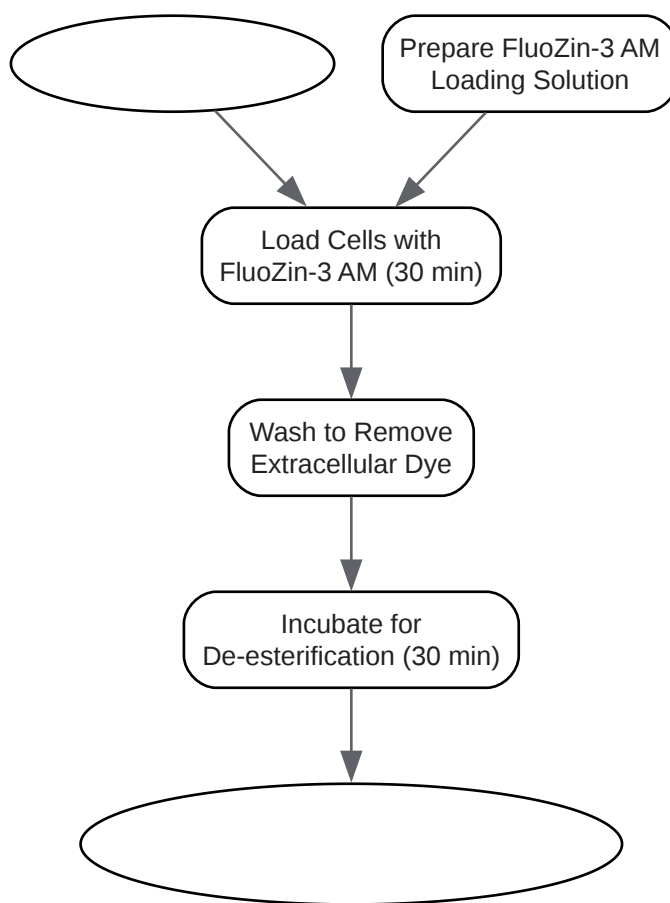 Prepare FluoZin-3 AM
Loading Solution
Load Cells with
FluoZin-3 AM (30 min)
Wash to Remove
Extracellular Dye
Incubate for
De-esterification (30 min)